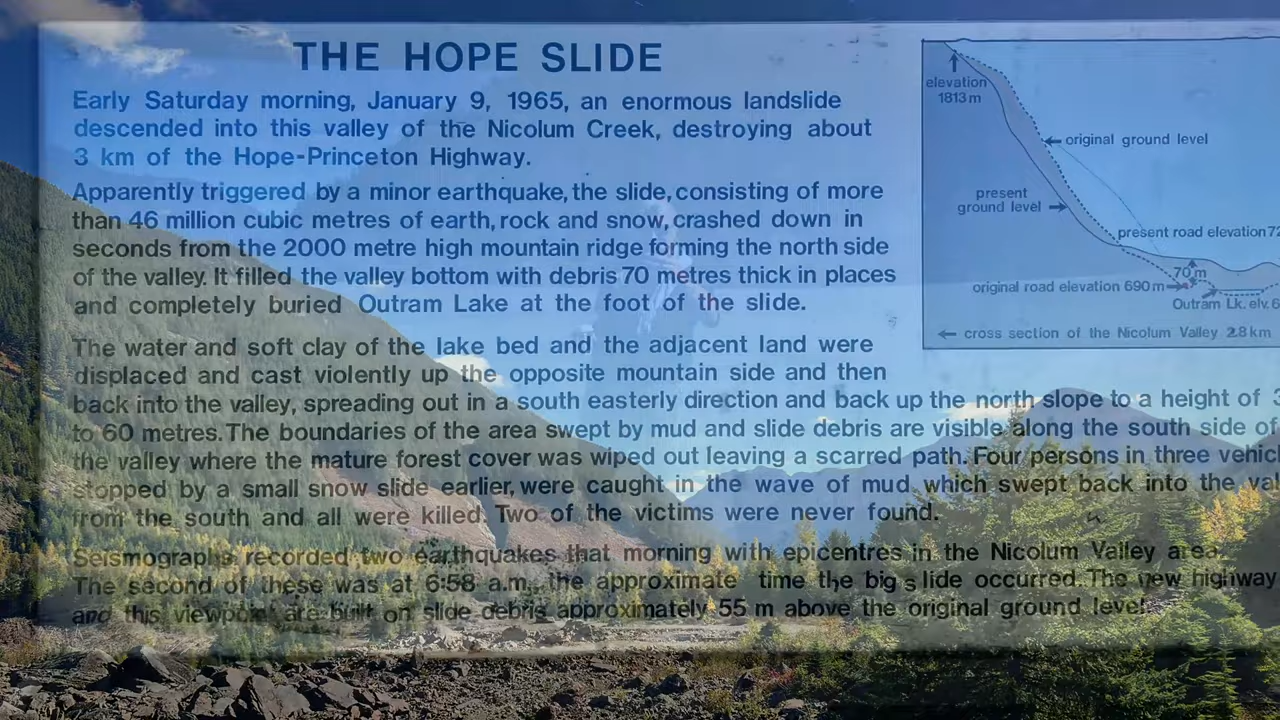 THE HOPE SLIDE
Early Saturday morning, January 9, 1965, an enormous landslide
descended into this valley of the Nicolum Creek, destroying about
3 km of the Hope-Princeton Highway.
Apparently triggered by a minor earthquake, the slide, consisting of more
than 46 million cubic metres of earth, rock and snow, crashed down in
seconds from the 2000 metre high mountain ridge forming the north side
of the valley. It filled the valley bottom with debris 70 metres thick in places
and completely buried Outram Lake at the foot of the slide.
The water and soft clay of the lake bed and the adjacent land were
displaced and cast violently up the opposite mountain side and then
back into the valley, spreading out in a south easterly direction and back up the north slope to a height of
to 60 metres. The boundaries of the area swept by mud and slide debris are visible along the south side of
the valley where the mature forest cover was wiped out leaving a scarred path. Four persons in three
stopped by a small snow slide earlier, were caught in the wave of mud which swept back into the
from the south and all were killed. Two of the victims were never found.
Seismographs recorded two earthquakes that morning with epicentres in the Nicolum Valley area.
The second of these was at 6:58 a.m., the approximate time the big slide occurred. The new highway
and this viewpoint are built on slide debris approximately 55 m above the original ground level.
elevation
1813 m
original ground level
present
ground level
present road elevation
70 m
original road elevation 690 m
Outram Lk. elv.
cross section of the Nicolum Valley 2.8 km